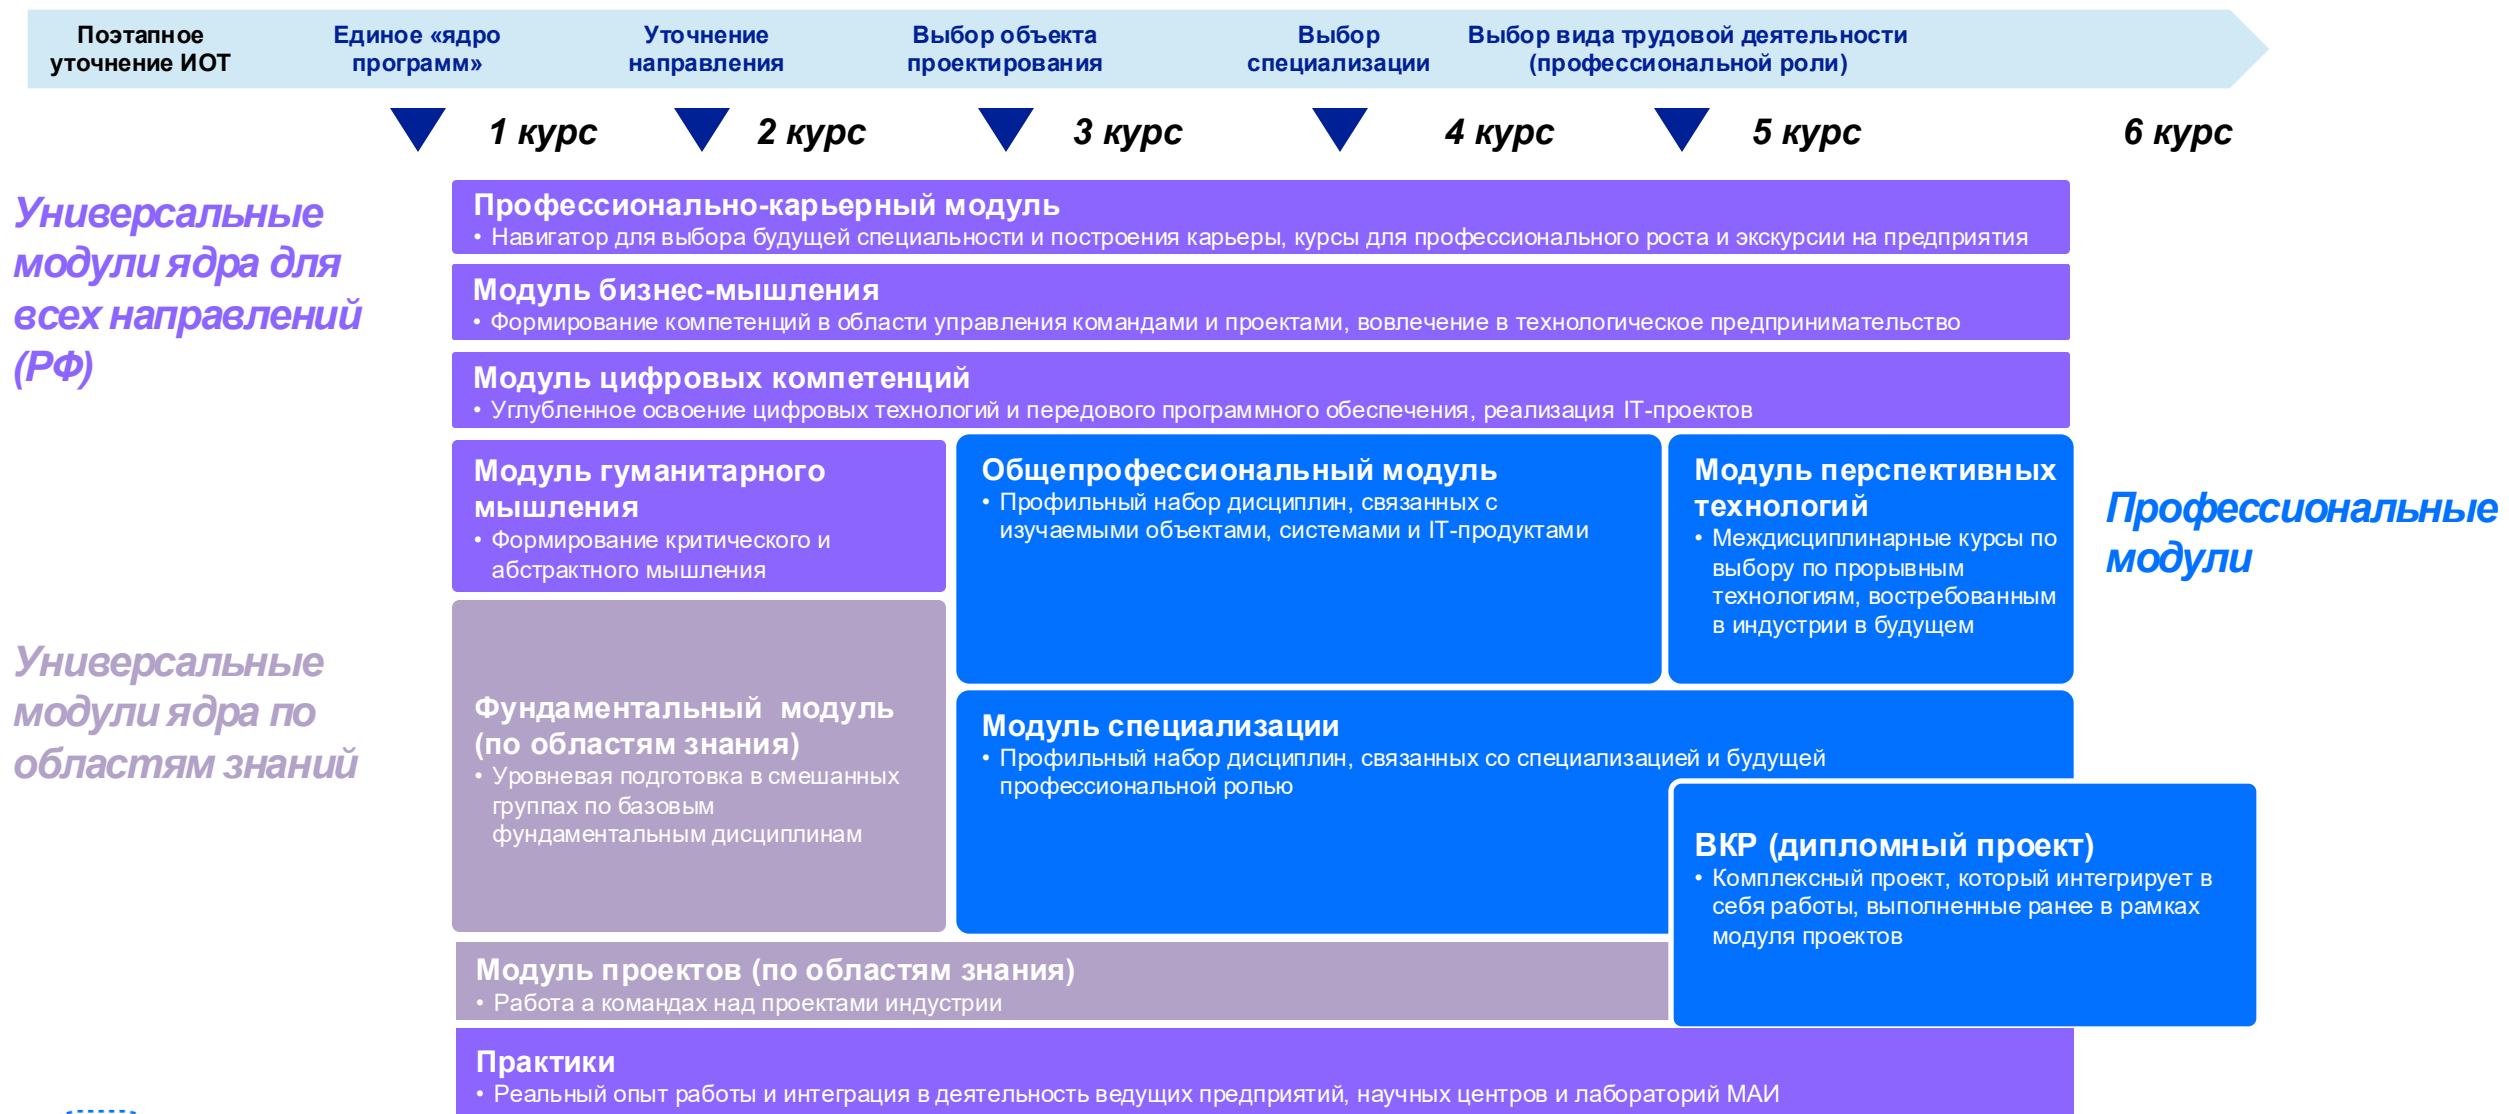 Поэтапное
уточнение ИОТ
Единое «ядро
программ»
Уточнение
направления
Выбор объекта
проектирования
Выбор
специализации
Выбор вида трудовой деятельности
(профессиональной роли)
1 курс
2 курс
3 курс
4 курс
5 курс
6 курс
Универсальные
модули ядра для
всех направлений
(РФ)
Профессионально-карьерный модуль
• Навигатор для выбора будущей специальности и построения карьеры, курсы для профессионального роста и экскурсии на предприятия
Модуль бизнес-мышления
• Формирование компетенций в области управления командами и проектами, вовлечение в технологическое предпринимательство
Модуль цифровых компетенций
• Углубленное освоение цифровых технологий и передового программного обеспечения, реализация IT-проектов
Модуль гуманитарного
мышления
• Формирование критического и
абстрактного мышления
Общепрофессиональный модуль
• Профильный набор дисциплин, связанных с
изучаемыми объектами, системами и IT-продуктами
Модуль перспективных
технологий
• Междисциплинарные курсы по
выбору по прорывным
технологиям, востребованным
в индустрии в будущем
Профессиональные
модули
Универсальные
модули ядра по
областям знаний
Фундаментальный модуль
(по областям знания)
• Уровневая подготовка в смешанных
группах по базовым
фундаментальным дисциплинам
Модуль специализации
• Профильный набор дисциплин, связанных со специализацией и будущей
профессиональной ролью
ВКР (дипломный проект)
• Комплексный проект, который интегрирует в
себя работы, выполненные ранее в рамках
модуля проектов
Модуль проектов (по областям знания)
• Работа а командах над проектами индустрии
Практики
• Реальный опыт работы и интеграция в деятельность ведущих предприятий, научных центров и лабораторий МАИ